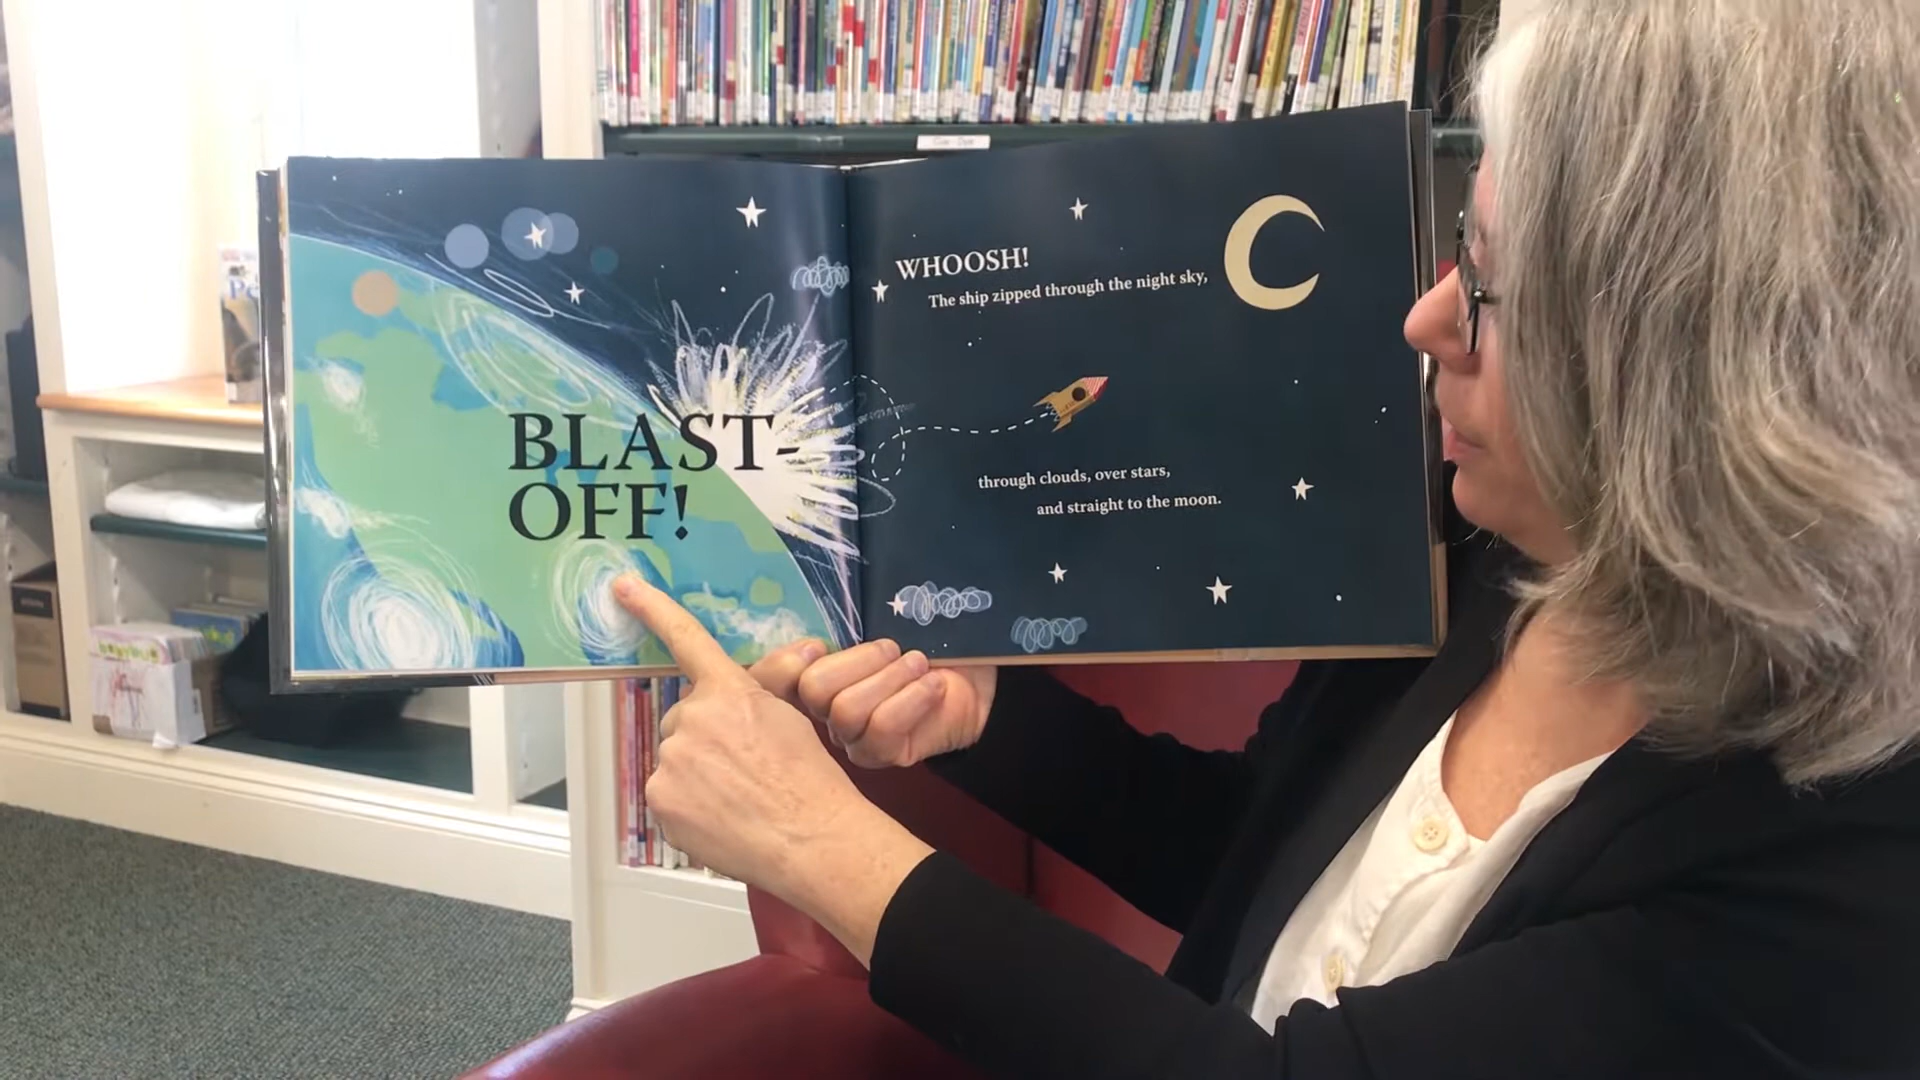 BLAST-
OFF!
WHOOSH!
The ship zipped through the night sky,
through clouds, over stars,
and straight to the moon.